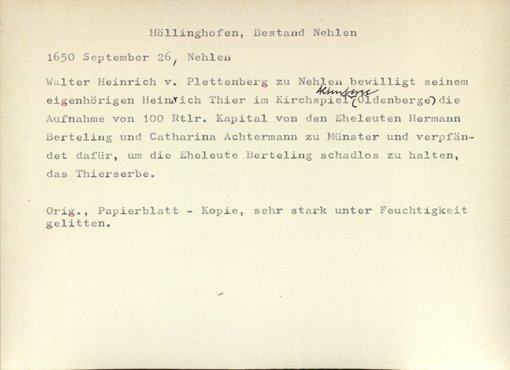 Höllinghofen, Bestand Nehlen
1650 September 26, Nehlen
Walter Heinrich v. Plettenberg zu Nehlen bewilligt seinem
eigenhörigen Heinrich Thier im Kirchspiel (Oldenberge) die
Aufnahme von 100 Rtlr. Kapital von den Eheleuten Hermann
Berteling und Catharina Achtermann zu Münster und verpfän-
det dafür, um die Eheleute Berteling schadlos zu halten,
das Thierserbe.
Orig., Papierblatt - Kopie, sehr stark unter Feuchtigkeit
gelitten.